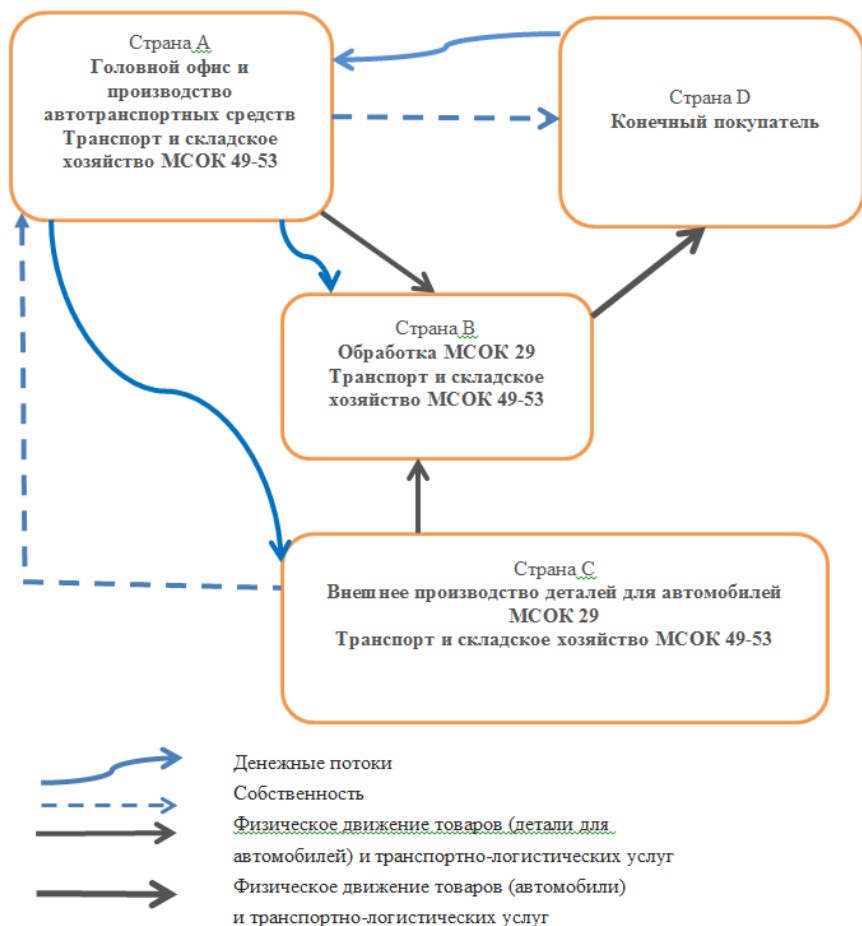 Страна А
Головной офис и
производство
автотранспортных средств
Транспорт и складское
хозяйство МСОК 49-53
Страна D
Конечный покупатель
Страна В
Обработка МСОК 29
Транспорт и складское
хозяйство МСОК 49-53
Страна С
Внешнее производство деталей для автомобилей
МСОК 29
Транспорт и складское хозяйство МСОК 49-53
Денежные потоки
Собственность
Физическое движение товаров (детали для
автомобилей) и транспортно-логистических услуг
Физическое движение товаров (автомобили)
и транспортно-логистических услуг